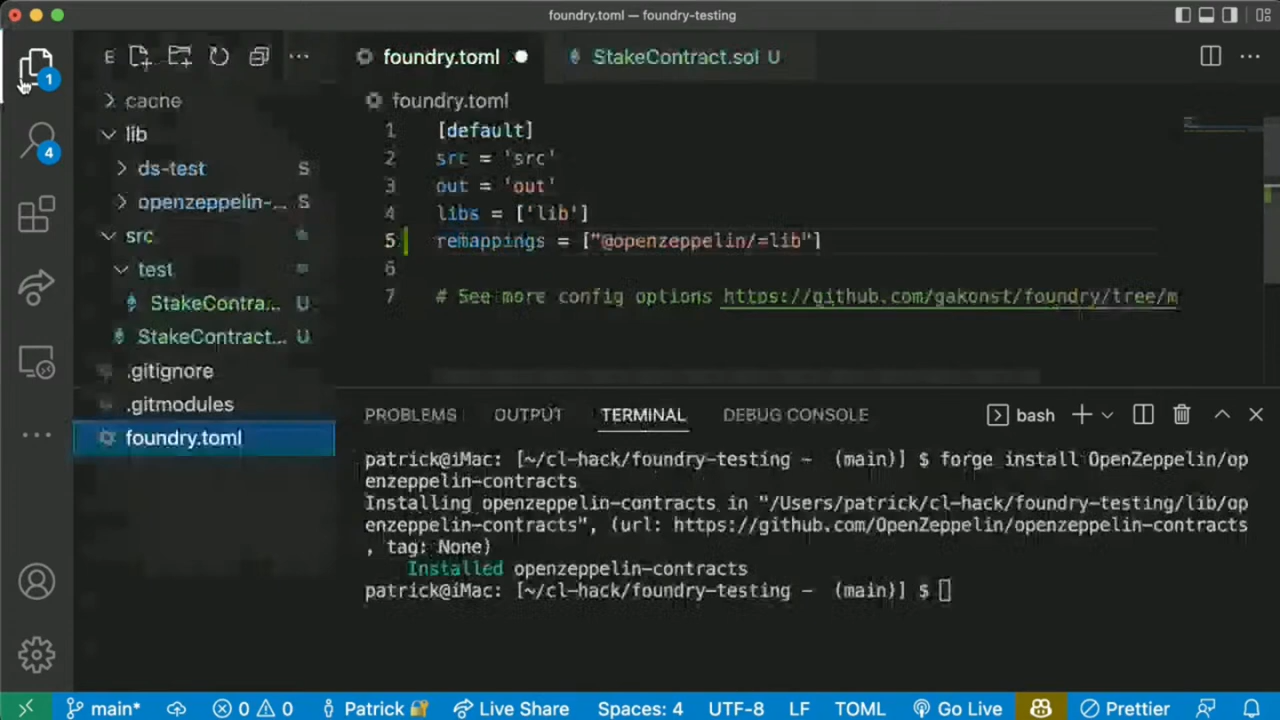 foundry.toml — foundry-testing
E
foundry.toml
StakeContract.sol U
1
cache
foundry.toml
lib
1 [default]
4
ds-test S
2 src = 'src'
openzeppelin-... S
3 out = 'out'
src
4 libs = ['lib']
test
5 remappings = ["@openzeppelin/=lib"]
StakeContra... U
6
StakeContract... U
7 # See more config options https://github.com/gakonst/foundry/tree/m
.gitignore
.gitmodules
foundry.toml
PROBLEMS OUTPUT TERMINAL DEBUG CONSOLE bash
patrick@iMac: [~/cl-hack/foundry-testing - (main)] $ forge install OpenZeppelin/op
enzeppelin-contracts
Installing openzeppelin-contracts in "/Users/patrick/cl-hack/foundry-testing/lib/op
enzeppelin-contracts", (url: https://github.com/OpenZeppelin/openzeppelin-contracts
, tag: None)
Installed openzeppelin-contracts
patrick@iMac: [~/cl-hack/foundry-testing - (main)] $
main* 0 0 Patrick Live Share Spaces: 4 UTF-8 LF TOML Go Live Prettier